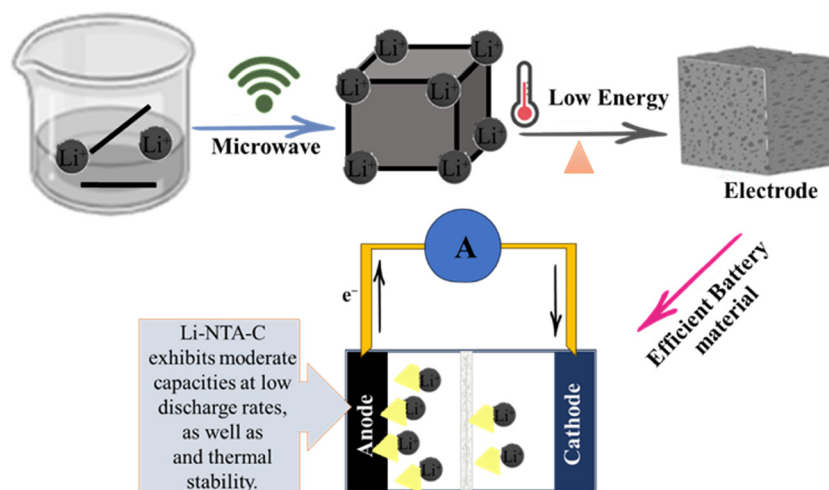 Li⁺
Li⁺
Microwave
Li⁺
Li⁺
Li⁺
Li⁺
Li⁺
Li⁺
Li⁺
Low Energy
Electrode
Efficient Battery
material
A
e⁻
Li-NTA-C
exhibits moderate
capacities at low
discharge rates,
as well as
and thermal
stability.
Anode
Li⁺
Li⁺
Li⁺
Li⁺
Li⁺
Li⁺
Cathode